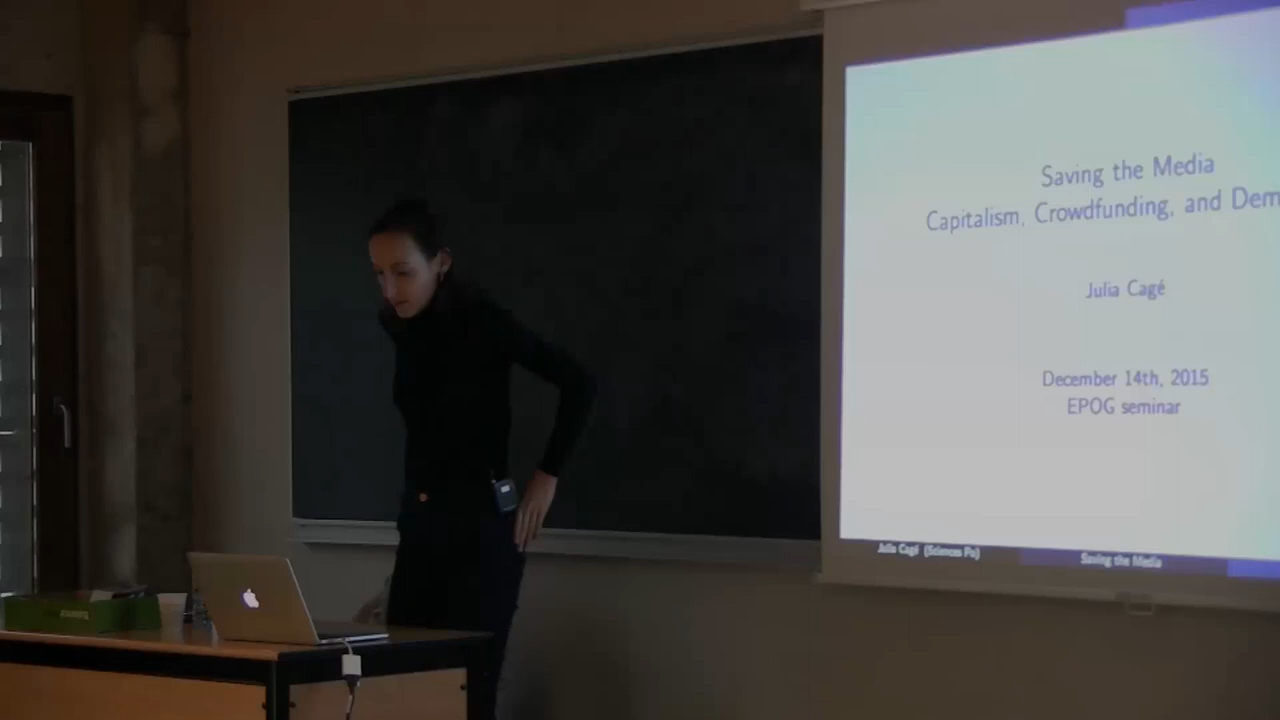 Saving the Media
Capitalism, Crowdfunding, and Dem
Julia Cagé
December 14th, 2015
EPOG seminar
Julia Cagé (Sciences Po)
Saving the Media